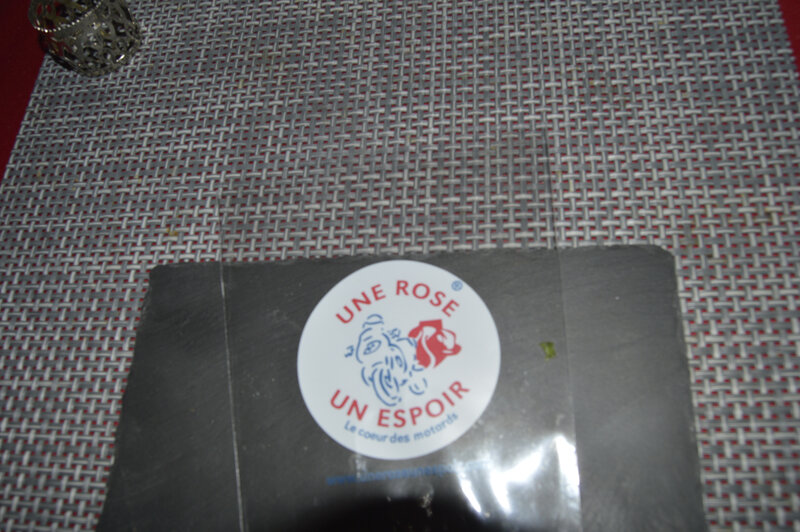 UNE ROSE ®
UN ESPOIR
Le coeur des motards